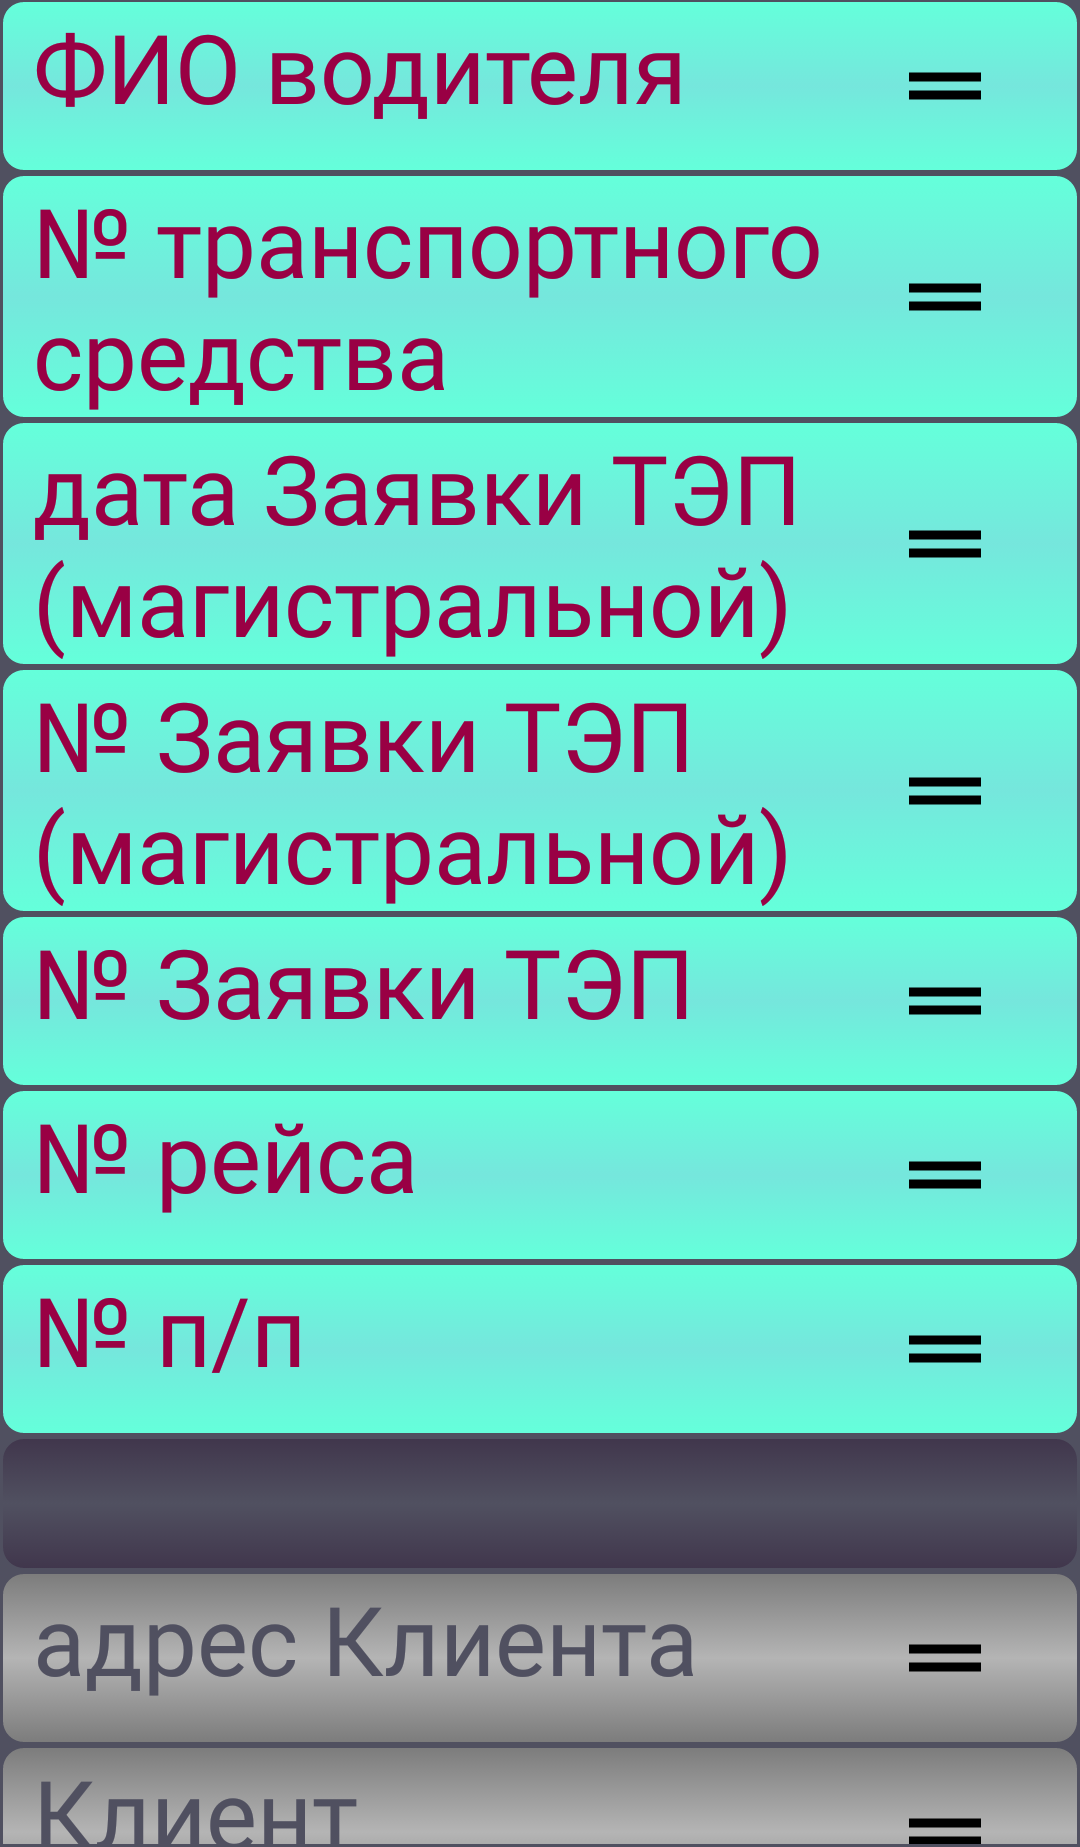 ФИО водителя
№ транспортного
средства
дата Заявки ТЭП
(магистральной)
№ Заявки ТЭП
(магистральной)
№ Заявки ТЭП
№ рейса
№ п/п
адрес Клиента
Клиент